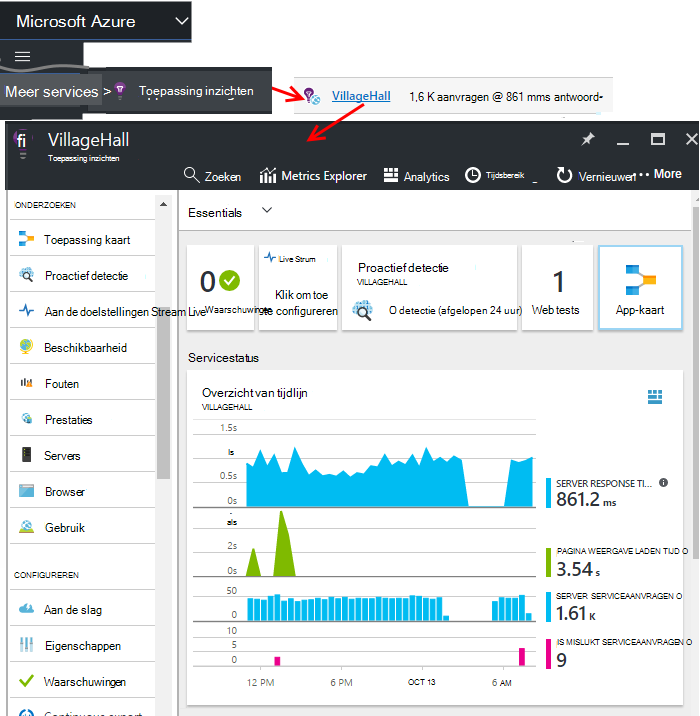 Microsoft Azure
Meer services >
Toepassing inzichten
VillageHall
1,6 K aanvragen @ 861 mms antwoord•
fi
VillageHall
Toepassing inzichten
Zoeken
Metrics Explorer
Analytics
Tijdsbereik
Vernieuwen
More
ONDERZOEKEN
Toepassing kaart
Proactief detectie
Aan de doelstellingen Stream Live
Beschikbaarheid
Fouten
Prestaties
Servers
Browser
Gebruik
CONFIGUREREN
Aan de slag
Eigenschappen
Waarschuwingen
Continuous export
Essentials
0
Waarschuwingen
Live Strum
Klik om toe
te configureren
Proactief detectie
VILLAGEHALL
O detectie (afgelopen 24 uur)
1
Web tests
App-kaart
Servicestatus
Overzicht van tijdlijn
VILLAGEHALL
1.5s
ls
0.5s
0s
als
2s
0s
50
0
10
5
0
12 PM
6 PM
OCT 13
6 AM
SERVER RESPONSE TI...
861.2 ms
PAGINA WEERGAVE LADEN TIJD O
3.54 s
SERVER SERVICEAANVRAGEN O
1.61 K
IS MISLUKT SERVICEAANVRAGEN O
9